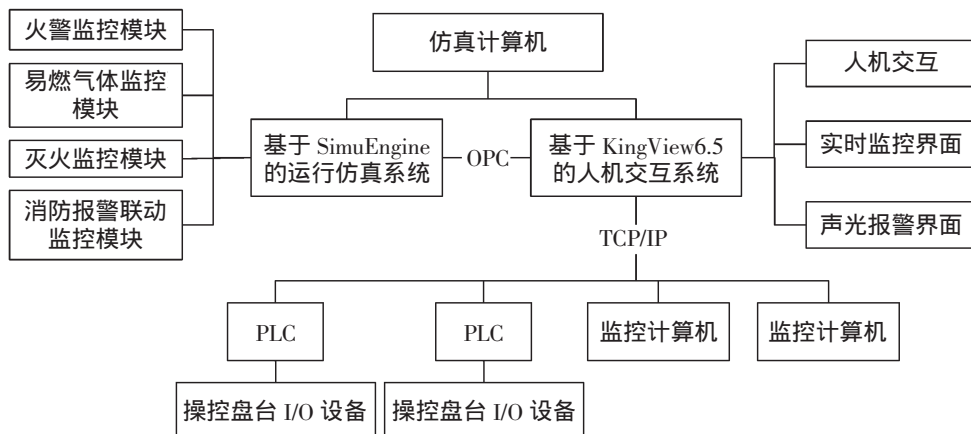 火警监控模块
易燃气体监控
模块
灭火监控模块
消防报警联动
监控模块
仿真计算机
基于 SimuEngine
的运行仿真系统
OPC
基于 KingView6.5
的人机交互系统
人机交互
实时监控界面
声光报警界面
TCP/IP
PLC
PLC
监控计算机
监控计算机
操控盘台 I/O 设备
操控盘台 I/O 设备